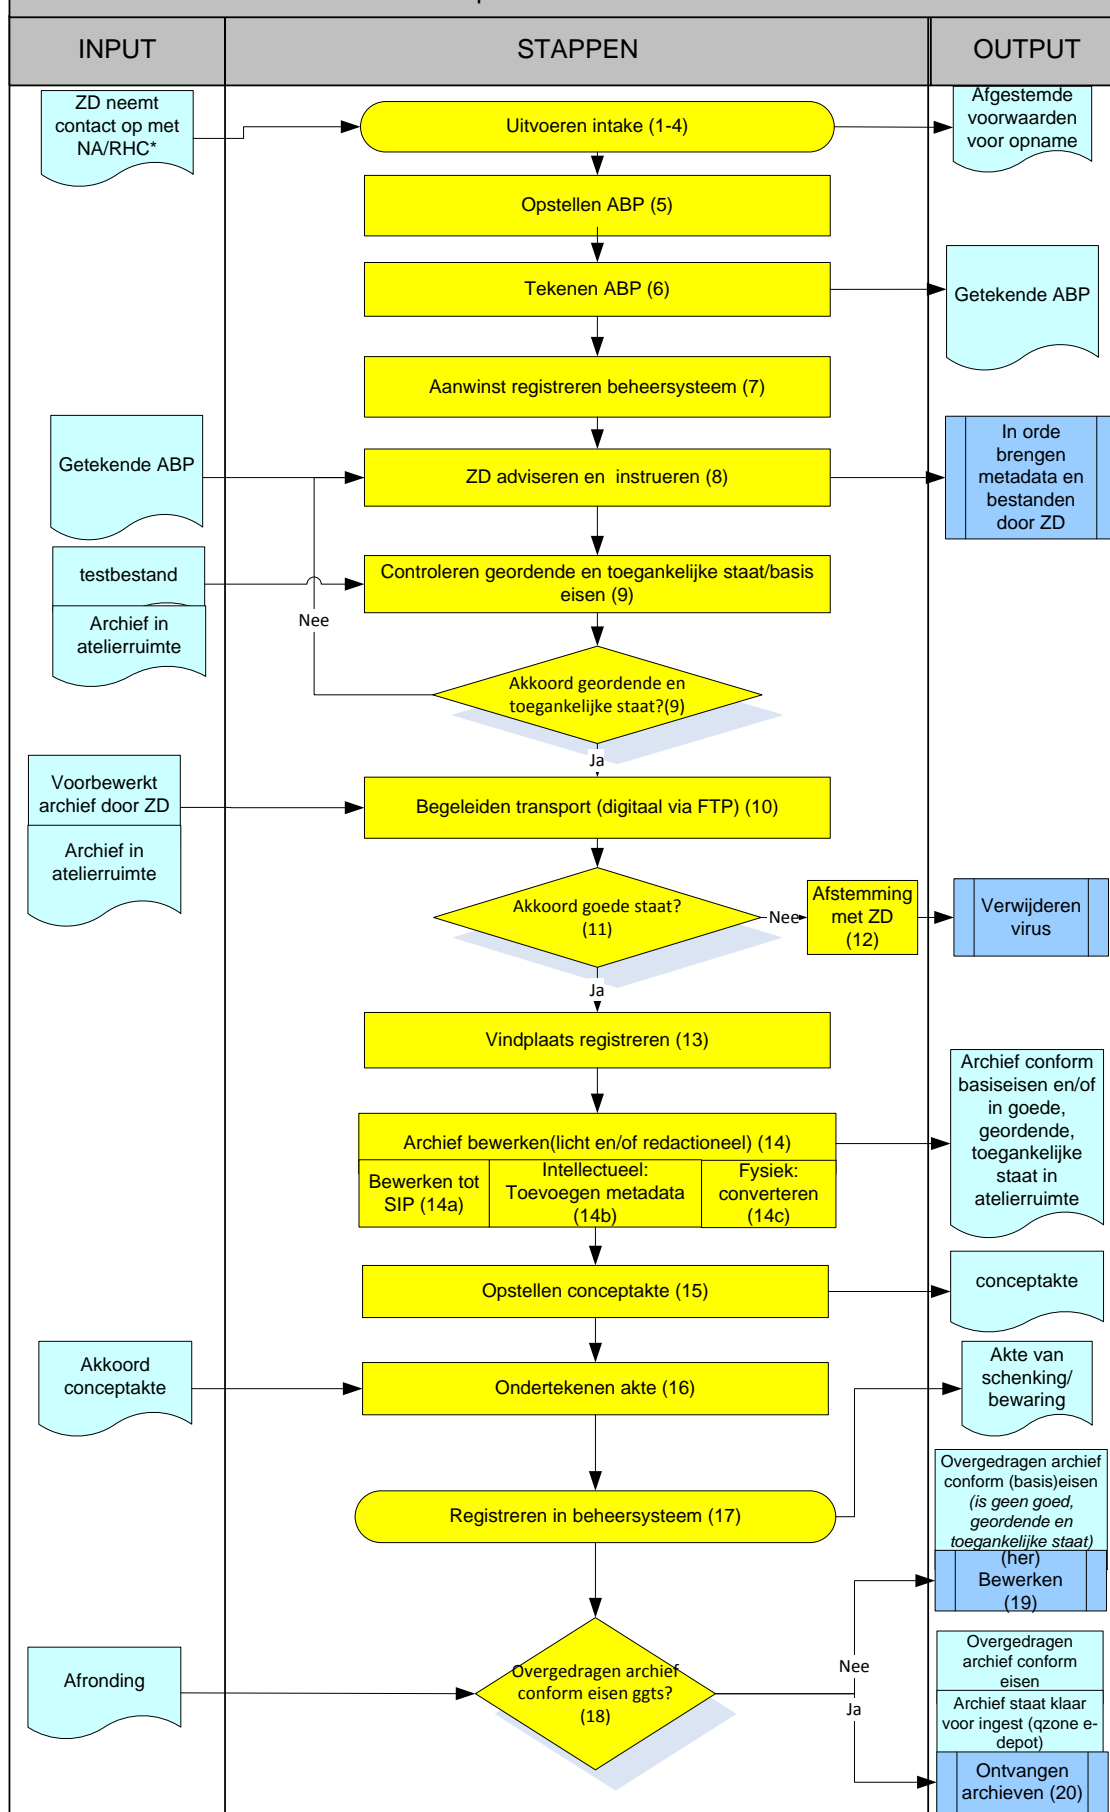 INPUT
STAPPEN
OUTPUT
ZD neemt
contact op met
NA/RHC*
Uitvoeren intake (1-4)
Afgestemde
voorwaarden
voor opname
Opstellen ABP (5)
Tekenen ABP (6)
Getekende ABP
Aanwinst registreren beheersysteem (7)
Getekende ABP
ZD adviseren en  instrueren (8)
In orde
brengen
metadata en
bestanden
door ZD
testbestand
Archief in
atelierruimte
Controleren geordende en toegankelijke staat/basis
eisen (9)
Nee
Akkoord geordende en
toegankelijke staat?(9)
Ja
Voorbewerkt
archief door ZD
Archief in
atelierruimte
Begeleiden transport (digitaal via FTP) (10)
Akkoord goede staat?
(11)
Nee
Afstemming
met ZD
(12)
Verwijderen
virus
Ja
Vindplaats registreren (13)
Archief bewerken(licht en/of redactioneel) (14)
Bewerken tot
SIP (14a)
Intellectueel:
Toevoegen metadata
(14b)
Fysiek:
converteren
(14c)
Archief conform
basiseisen en/of
in goede,
geordende,
toegankelijke
staat in
atelierruimte
Opstellen conceptakte (15)
conceptakte
Akkoord
conceptakte
Ondertekenen akte (16)
Akte van
schenking/
bewaring
Registreren in beheersysteem (17)
Overgedragen archief
conform (basis)eisen
(is geen goed,
geordende en
toegankelijke staat)
(her)
Bewerken
(19)
Afronding
Overgedragen archief
conform eisen ggts?
(18)
Nee
Ja
Overgedragen
archief conform
eisen
Archief staat klaar
voor ingest (qzone e-
depot)
Ontvangen
archieven (20)